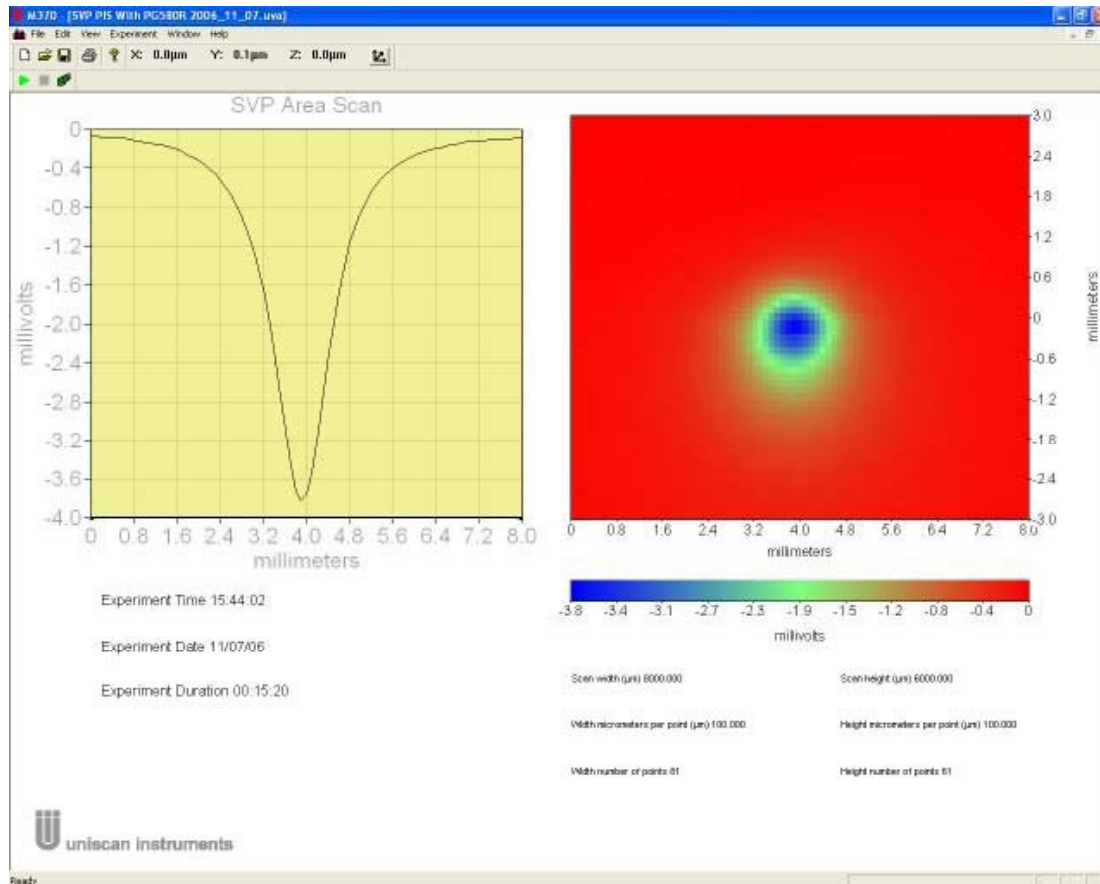 M370 - [SVP PIS With PG580R 2006_11_07.uva]
File Edit View Experiment Window Help
X: 0.0µm Y: 0.1µm Z: 0.0µm
SVP Area Scan
0
-0.4
-0.8
-1.2
-1.6
-2.0
-2.4
-2.8
-3.2
-3.6
-4.0
millivolts
0 0.8 1.6 2.4 3.2 4.0 4.8 5.6 6.4 7.2 8.0
millimeters
3.0
2.4
1.8
1.2
0.6
0
-0.6
-1.2
-1.8
-2.4
-3.0
millimeters
0 0.8 1.6 2.4 3.2 4.0 4.8 5.6 6.4 7.2 8.0
millimeters
-3.8 -3.4 -3.1 -2.7 -2.3 -1.9 -1.5 -1.2 -0.8 -0.4 0
millivolts
Experiment Time 15:44:02
Experiment Date 11/07/06
Experiment Duration 00:15:20
Scan width (µm) 8000.000 Scan height (µm) 6000.000
Width micrometers per point (µm) 100.000 Height micrometers per point (µm) 100.000
Width number of points 81 Height number of points 61
uniscan instruments
Ready